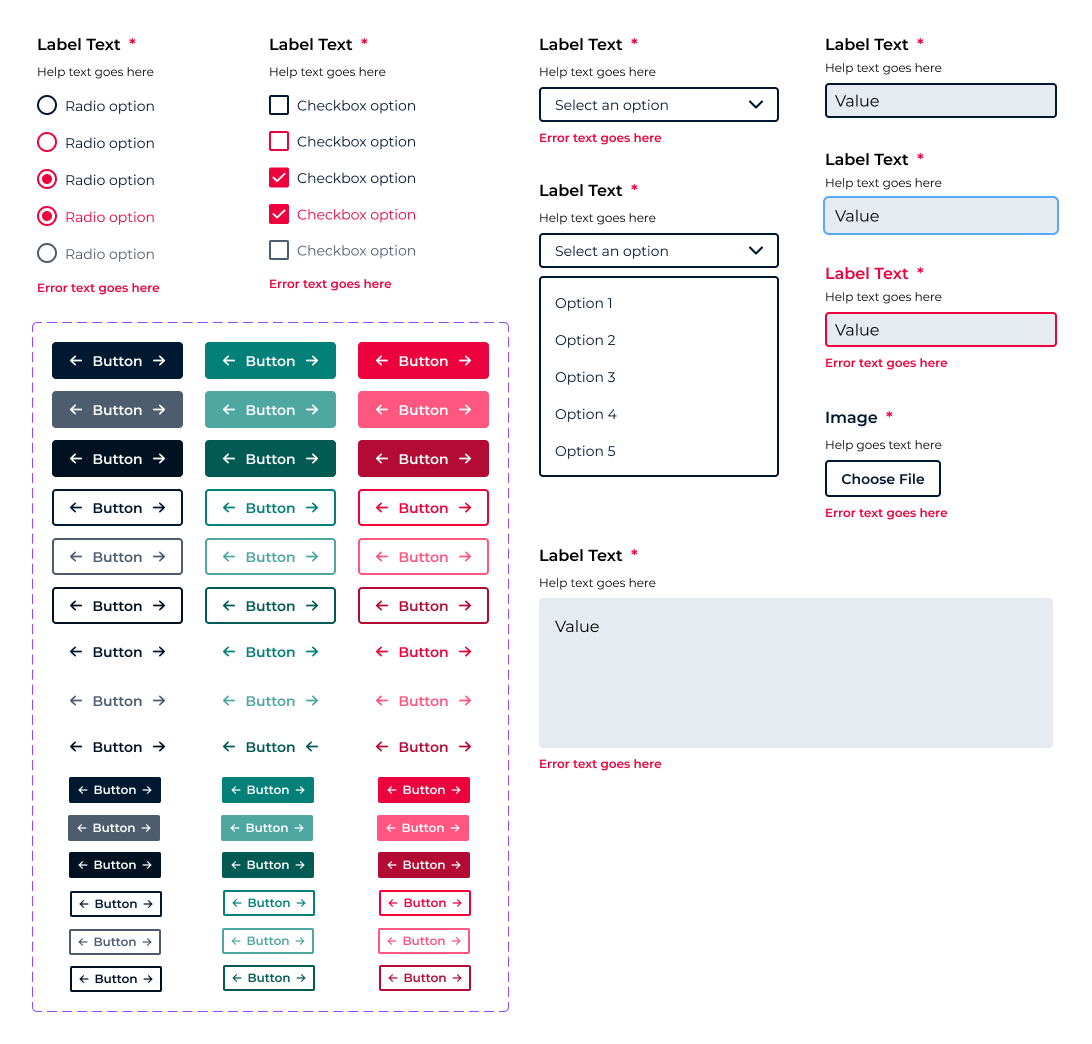 Label Text *
Help text goes here
Radio option
Radio option
Radio option
Radio option
Radio option
Error text goes here
Label Text *
Help text goes here
Checkbox option
Checkbox option
Checkbox option
Checkbox option
Checkbox option
Error text goes here
Label Text *
Help text goes here
Select an option
Error text goes here
Label Text *
Help text goes here
Select an option
Option 1
Option 2
Option 3
Option 4
Option 5
Label Text *
Help text goes here
Value
Label Text *
Help text goes here
Value
Label Text *
Help text goes here
Value
Error text goes here
Image *
Help goes text here
Choose File
Error text goes here
← Button → ← Button → ← Button →
← Button → ← Button → ← Button →
← Button → ← Button → ← Button →
← Button → ← Button → ← Button →
← Button → ← Button → ← Button →
← Button → ← Button → ← Button →
← Button → ← Button → ← Button →
← Button → ← Button → ← Button →
← Button → ← Button ← ← Button →
← Button → ← Button → ← Button →
← Button → ← Button → ← Button →
← Button → ← Button → ← Button →
← Button → ← Button → ← Button →
← Button → ← Button → ← Button →
← Button → ← Button → ← Button →
Label Text *
Help text goes here
Value
Error text goes here